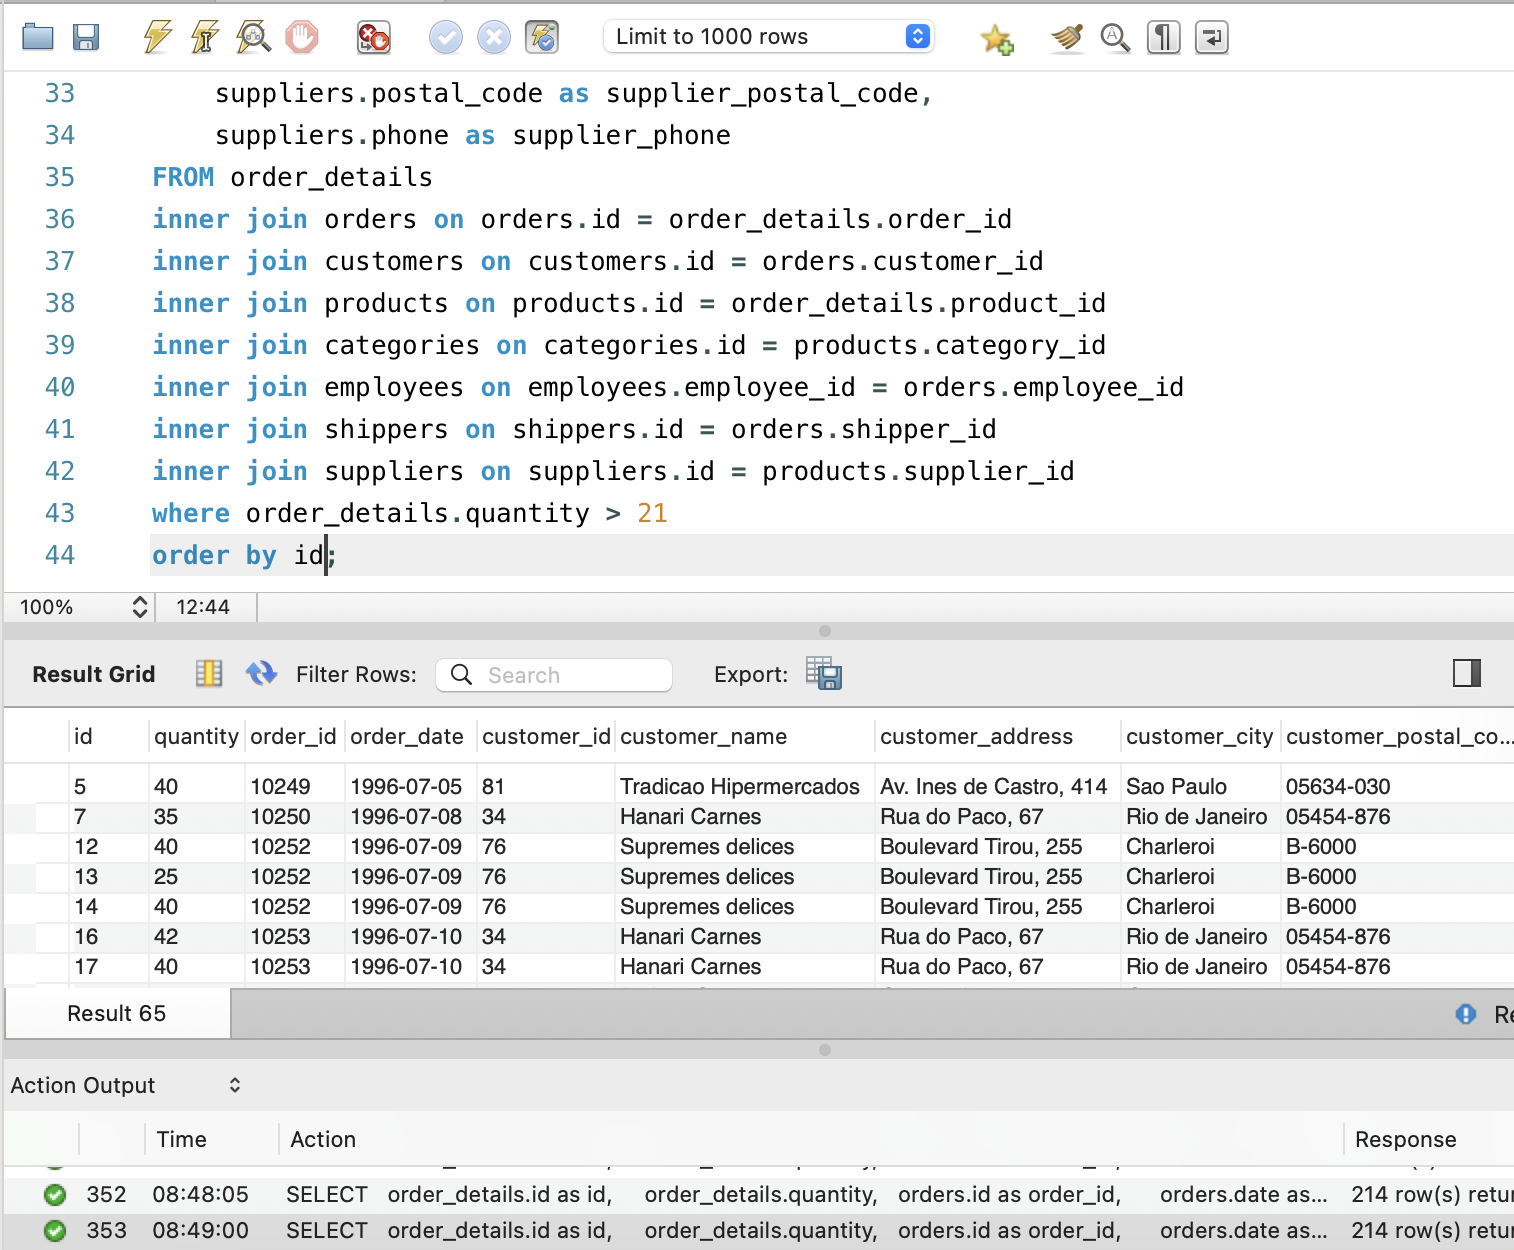 Limit to 1000 rows
33 suppliers.postal_code as supplier_postal_code,
34 suppliers.phone as supplier_phone
35 FROM order_details
36 inner join orders on orders.id = order_details.order_id
37 inner join customers on customers.id = orders.customer_id
38 inner join products on products.id = order_details.product_id
39 inner join categories on categories.id = products.category_id
40 inner join employees on employees.employee_id = orders.employee_id
41 inner join shippers on shippers.id = orders.shipper_id
42 inner join suppliers on suppliers.id = products.supplier_id
43 where order_details.quantity > 21
44 order by id;
100% 12:44
Result Grid Filter Rows: Search Export:
id quantity order_id order_date customer_id customer_name customer_address customer_city customer_postal_co...
5 40 10249 1996-07-05 81 Tradicao Hipermercados Av. Ines de Castro, 414 Sao Paulo 05634-030
7 35 10250 1996-07-08 34 Hanari Carnes Rua do Paco, 67 Rio de Janeiro 05454-876
12 40 10252 1996-07-09 76 Supremes delices Boulevard Tirou, 255 Charleroi B-6000
13 25 10252 1996-07-09 76 Supremes delices Boulevard Tirou, 255 Charleroi B-6000
14 40 10252 1996-07-09 76 Supremes delices Boulevard Tirou, 255 Charleroi B-6000
16 42 10253 1996-07-10 34 Hanari Carnes Rua do Paco, 67 Rio de Janeiro 05454-876
17 40 10253 1996-07-10 34 Hanari Carnes Rua do Paco, 67 Rio de Janeiro 05454-876
Result 65 Re
Action Output
Time Action Response
352 08:48:05 SELECT order_details.id as id, order_details.quantity, orders.id as order_id, orders.date as... 214 row(s) retur
353 08:49:00 SELECT order_details.id as id, order_details.quantity, orders.id as order_id, orders.date as... 214 row(s) retur